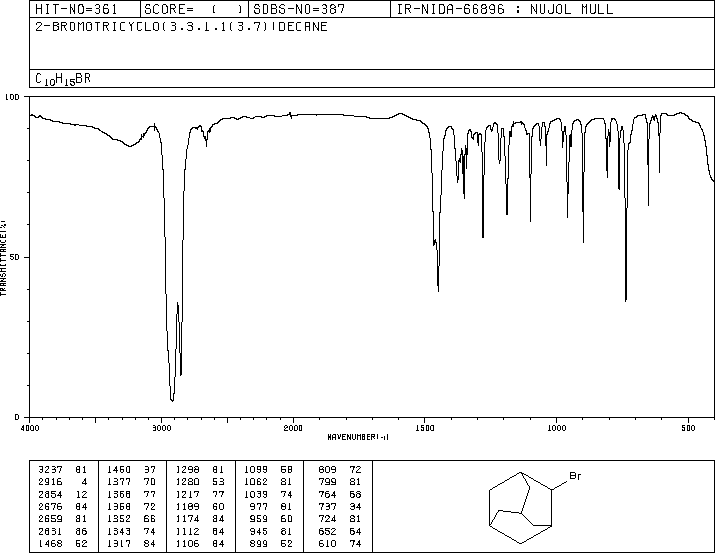 HIT-NO=361 SCORE= ( ) SDBS-NO=387 IR-NIDA-66896 : NUJOL MULL
2-BROMOTRICYCLO(3.3.1.1(3.7))DECANE
C10H15BR
100
50
0
TRANSMITTANCE(%)
4000 3000 2000 1500 1000 500
WAVENUMBER(-1)
3237 81 1450 37 1298 81 1099 58 809 72
2916 4 1377 70 1280 53 1062 81 799 81
2854 12 1368 77 1217 77 1039 74 764 68
2676 84 1358 72 1189 60 977 81 737 34
2659 81 1352 66 1174 84 959 60 724 81
2631 86 1343 74 1112 84 945 81 652 64
1468 52 1317 84 1106 84 899 52 610 74
Br